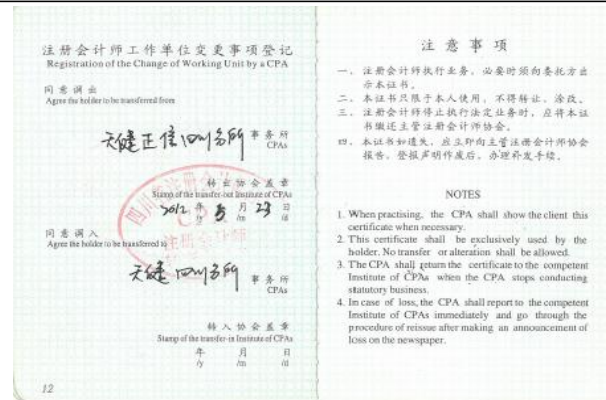 注册会计师工作单位变更事项登记
Registration of the Change of Working Unit by a CPA
同意调出
Agree the holder to be transferred from
天健正信四川分所 事务所
CPAs
转出协会盖章
Stamp of the transfer-out Institute of CPAs
2012 年 月 23 日
/y /m /d
同意调入
Agree the holder to be transferred to
天健四川分所 事务所
CPAs
转入协会盖章
Stamp of the transfer-in Institute of CPAs
年 月 日
/y /m /d
12
注意事项
一、注册会计师执行业务,必要时须向委托方出
示本证书。
二、本证书只限于本人使用,不得转让、涂改。
三、注册会计师停止执行法定业务时,应将本证
书缴还主管注册会计师协会。
四、本证书如遗失,应立即向主管注册会计师协会
报告,登报声明作废后,办理补发手续。
NOTES
1. When practising, the CPA shall show the client this
certificate when necessary.
2. This certificate shall be exclusively used by the
holder. No transfer or alteration shall be allowed.
3. The CPA shall return the certificate to the competent
Institute of CPAs when the CPA stops conducting
statutory business.
4. In case of loss, the CPA shall report to the competent
Institute of CPAs immediately and go through the
procedure of reissue after making an announcement of
loss on the newspaper.